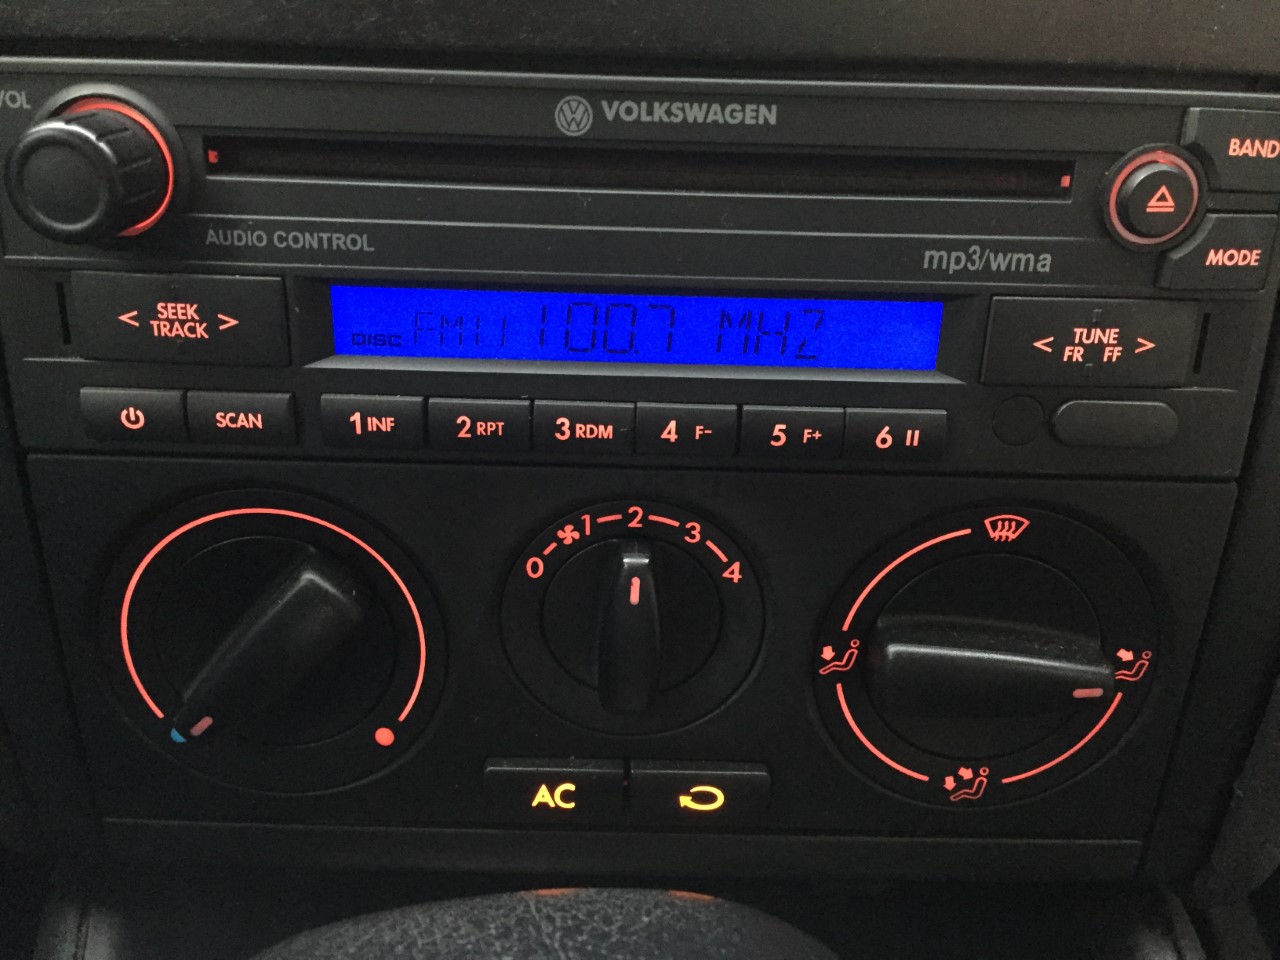 VOL
VOLKSWAGEN
BAND
AUDIO CONTROL
mp3/wma
MODE
< SEEK TRACK >
DISC FM1 1 100.7 MHZ
< TUNE FR FF >
SCAN
1 INF
2 RPT
3 RDM
4 F-
5 F+
6 II
0 1 2 3 4
AC